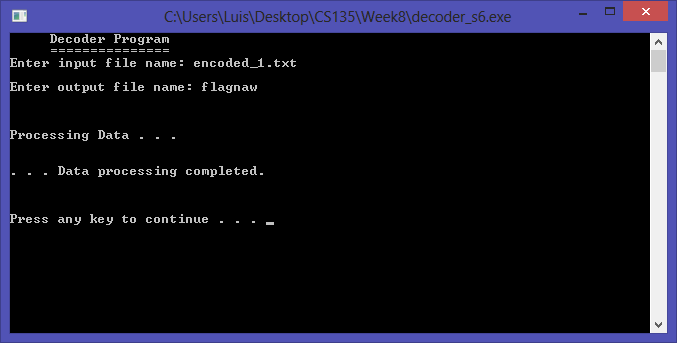 C:\Users\Luis\Desktop\CS135\Week8\decoder_s6.exe
Decoder Program
===============
Enter input file name: encoded_1.txt
Enter output file name: flagnaw
Processing Data . . .
. . . Data processing completed.
Press any key to continue . . . _